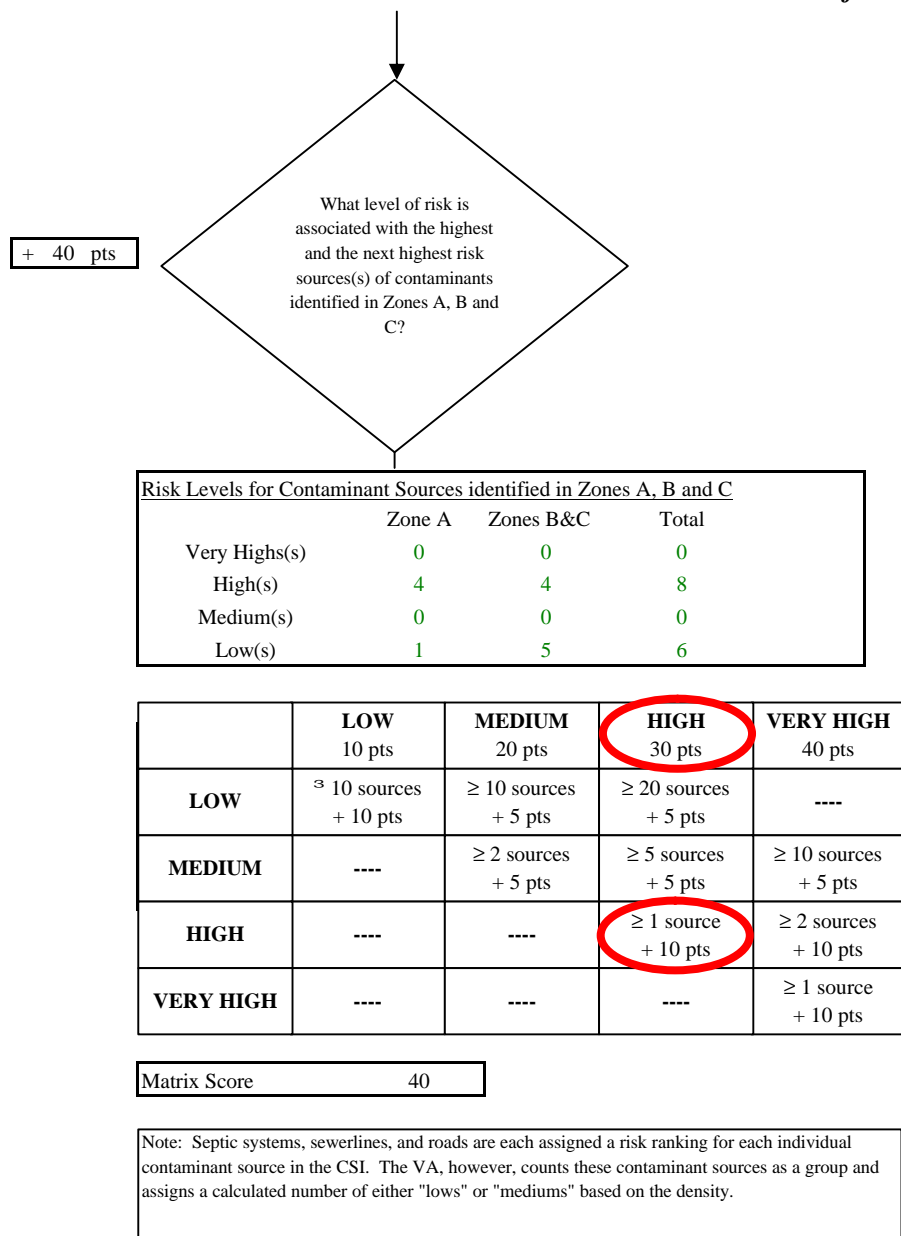 What level of risk is
associated with the highest
and the next highest risk
sources(s) of contaminants
identified in Zones A, B and
C?
+ 40 pts
Risk Levels for Contaminant Sources identified in Zones A, B and C
Zone A Zones B&C Total
Very Highs(s) 0 0 0
High(s) 4 4 8
Medium(s) 0 0 0
Low(s) 1 5 6
LOW MEDIUM HIGH VERY HIGH
10 pts 20 pts 30 pts 40 pts
LOW ³ 10 sources ≥ 10 sources ≥ 20 sources ----
+ 10 pts + 5 pts + 5 pts
MEDIUM ---- ≥ 2 sources ≥ 5 sources ≥ 10 sources
+ 5 pts + 5 pts + 5 pts
HIGH ---- ---- ≥ 1 source ≥ 2 sources
+ 10 pts + 10 pts
VERY HIGH ---- ---- ---- ≥ 1 source
+ 10 pts
Matrix Score 40
Note: Septic systems, sewerlines, and roads are each assigned a risk ranking for each individual
contaminant source in the CSI. The VA, however, counts these contaminant sources as a group and
assigns a calculated number of either "lows" or "mediums" based on the density.